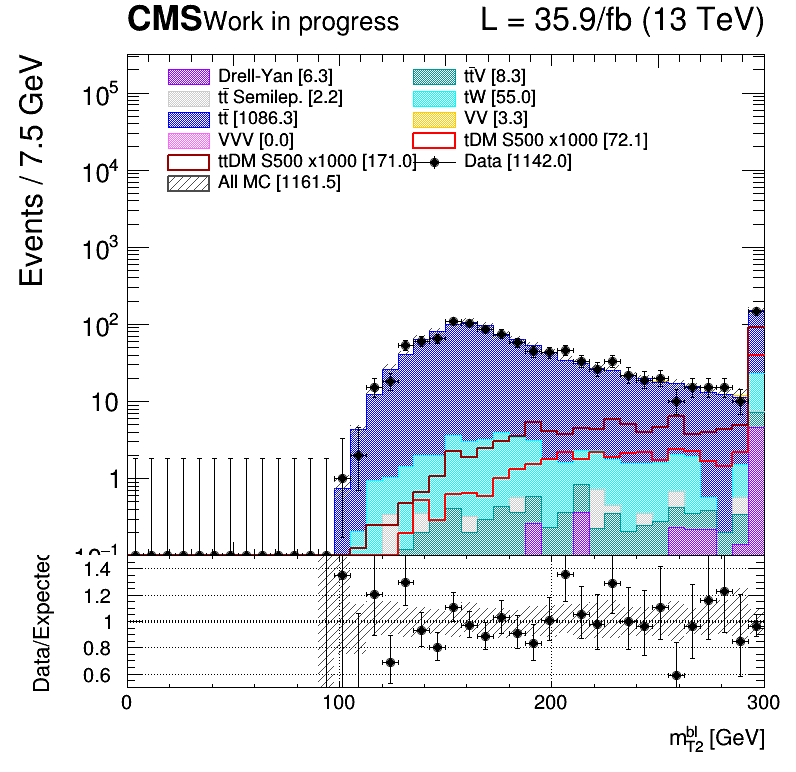 CMS Work in progress L = 35.9/fb (13 TeV)
Events / 7.5 GeV
Drell-Yan [6.3] tt̄V [8.3]
tt̄ Semilep. [2.2] tW [55.0]
tt̄ [1086.3] VV [3.3]
VVV [0.0] tDM S500 x1000 [72.1]
ttDM S500 x1000 [171.0] Data [1142.0]
All MC [1161.5]
10⁵
10⁴
10³
10²
10
1
10⁻¹
Data/Expected
1.4
1.2
1
0.8
0.6
0 100 200 300
m_{T2}^{bl} [GeV]